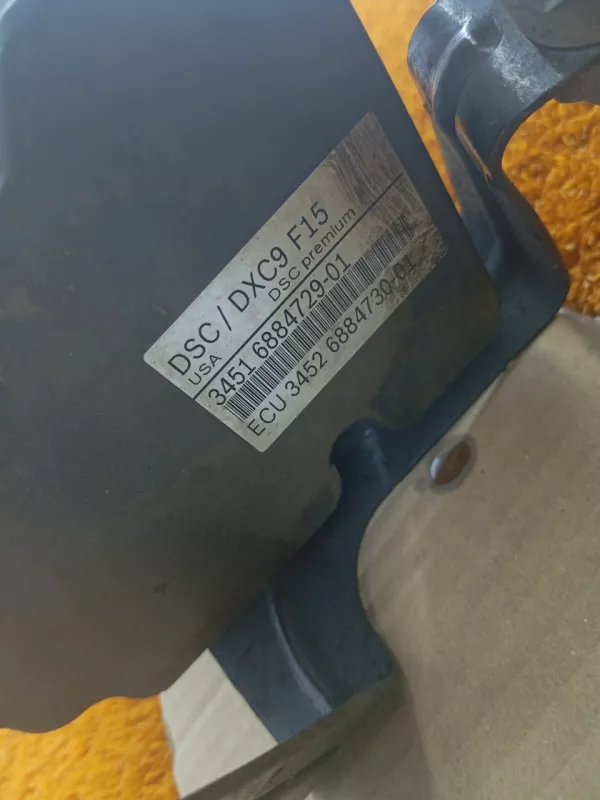 DSC / DXC9 F15
USA DSC premium
3451 6884729-01
ECU 3452 6884730-01